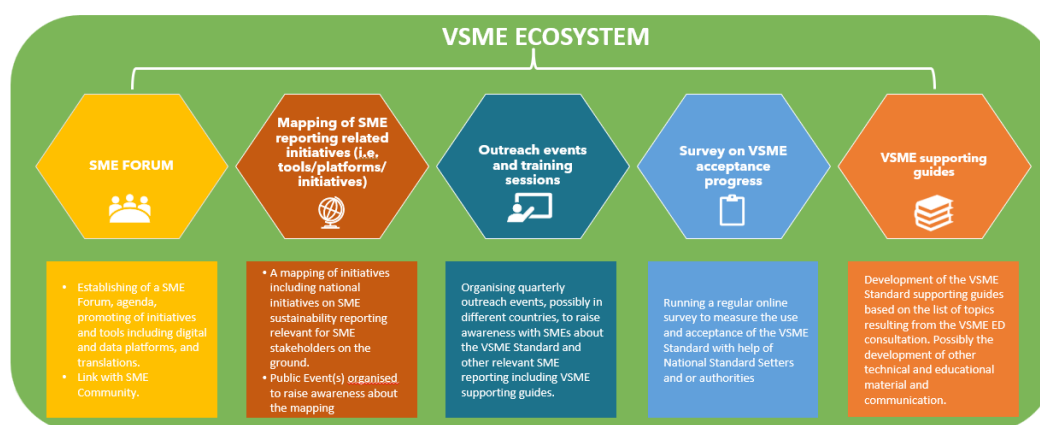 VSME ECOSYSTEM
SME FORUM
Mapping of SME
reporting related
initiatives (i.e.
tools/platforms/
initiatives)
Outreach events
and training
sessions
Survey on VSME
acceptance
progress
VSME supporting
guides
• Establishing of a SME
Forum, agenda,
promoting of initiatives
and tools including digital
and data platforms, and
translations.
• Link with SME
Community.
• A mapping of initiatives
including national
initiatives on SME
sustainability reporting
relevant for SME
stakeholders on the
ground.
• Public Event(s) organised
to raise awareness about
the mapping
Organising quarterly
outreach events, possibly in
different countries, to raise
awareness with SMEs about
the VSME Standard and
other relevant SME
reporting including VSME
supporting guides.
Running a regular online
survey to measure the use
and acceptance of the VSME
Standard with help of
National Standard Setters
and or authorities
Development of the VSME
Standard supporting guides
based on the list of topics
resulting from the VSME ED
consultation. Possibly the
development of other
technical and educational
material and
communication.